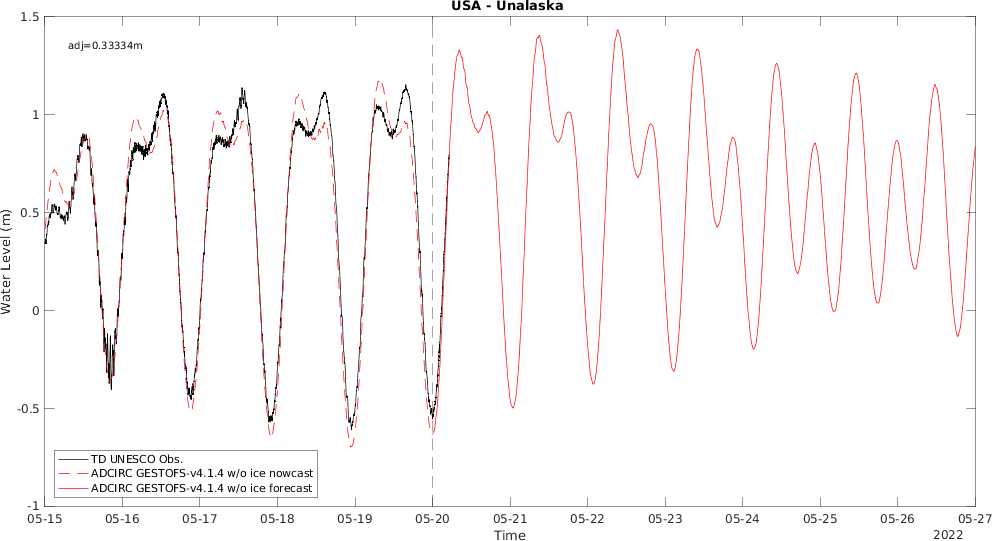 USA - Unalaska
adj=0.33334m
Water Level (m)
1.5
1
0.5
0
-0.5
-1
TD UNESCO Obs.
ADCIRC GESTOFS-v4.1.4 w/o ice nowcast
ADCIRC GESTOFS-v4.1.4 w/o ice forecast
05-15 05-16 05-17 05-18 05-19 05-20 05-21 05-22 05-23 05-24 05-25 05-26 05-27
Time
2022